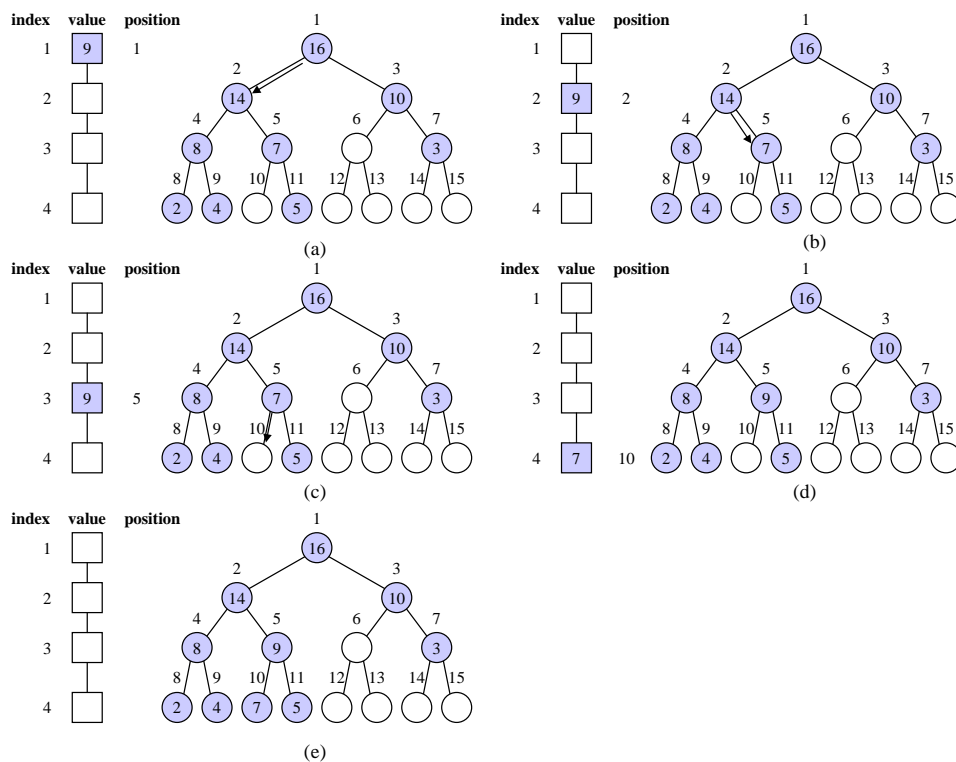 index value position 1
1 9 1 16
2 3
2 14 10
4 5 6 7
3 8 7 3
8 9 10 11 12 13 14 15
4 2 4 5
(a)
index value position 1
1 16
2 3
2 9 2 14 10
4 5 6 7
3 8 7 3
8 9 10 11 12 13 14 15
4 2 4 5
(b)
index value position 1
1 16
2 3
2 14 10
4 5 6 7
3 9 5 8 7 3
8 9 10 11 12 13 14 15
4 2 4 5
(c)
index value position 1
1 16
2 3
2 14 10
4 5 6 7
3 8 9 3
8 9 10 11 12 13 14 15
4 7 10 2 4 5
(d)
index value position 1
1 16
2 3
2 14 10
4 5 6 7
3 8 9 3
8 9 10 11 12 13 14 15
4 2 4 7 5
(e)